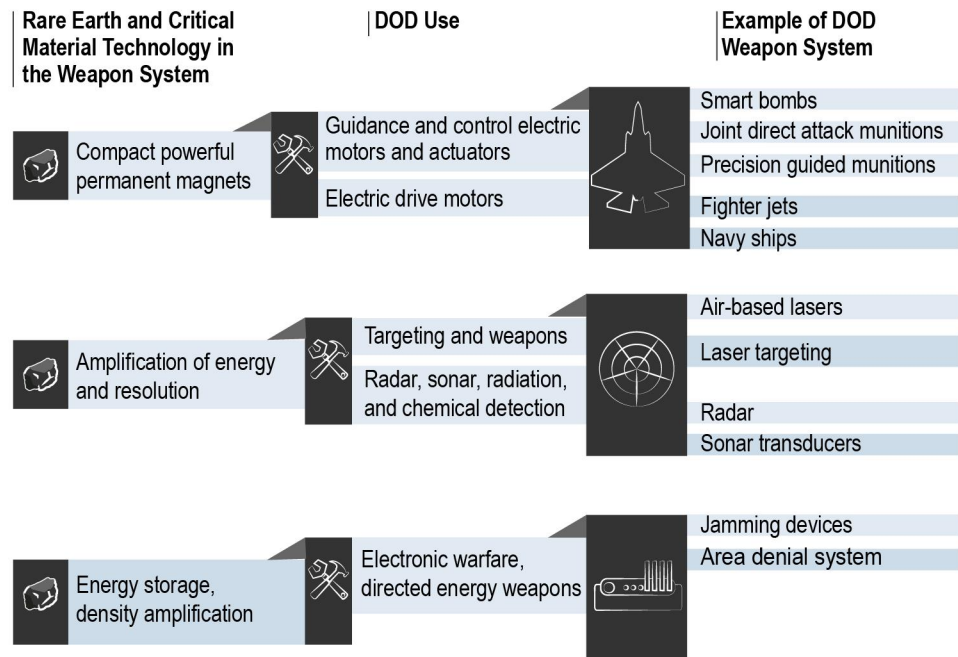 Rare Earth and Critical
Material Technology in
the Weapon System
DOD Use
Example of DOD
Weapon System
Compact powerful
permanent magnets
Guidance and control electric
motors and actuators
Electric drive motors
Smart bombs
Joint direct attack munitions
Precision guided munitions
Fighter jets
Navy ships
Amplification of energy
and resolution
Targeting and weapons
Radar, sonar, radiation,
and chemical detection
Air-based lasers
Laser targeting
Radar
Sonar transducers
Energy storage,
density amplification
Electronic warfare,
directed energy weapons
Jamming devices
Area denial system